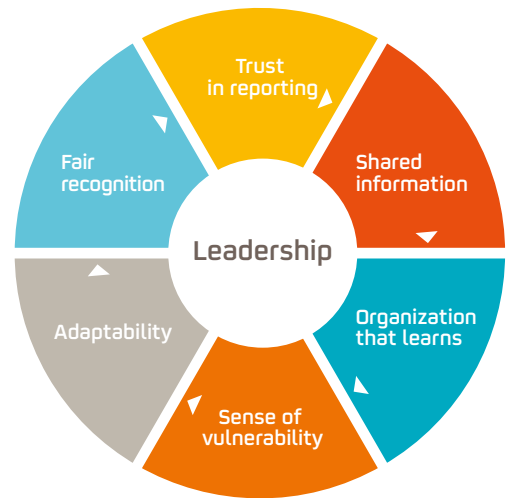 Trust
in reporting
Shared
information
Organization
that learns
Sense of
vulnerability
Adaptability
Fair
recognition
Leadership